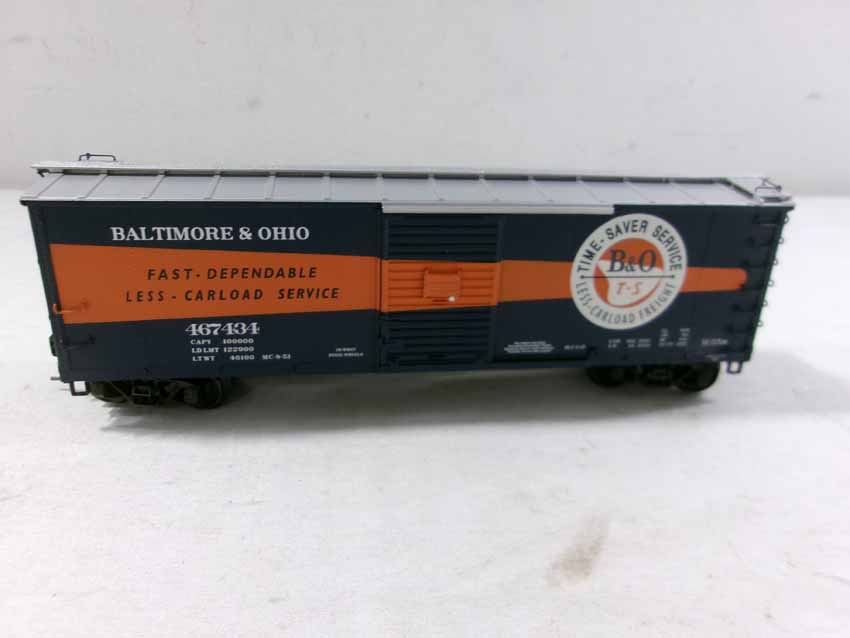 BALTIMORE & OHIO
FAST - DEPENDABLE
LESS - CARLOAD SERVICE
467434
CAPY 100000
LD LMT 122900
LT WT 46100 MC-8-53
TIME - SAVER SERVICE
B&O
T-S
LESS-CARLOAD FREIGHT